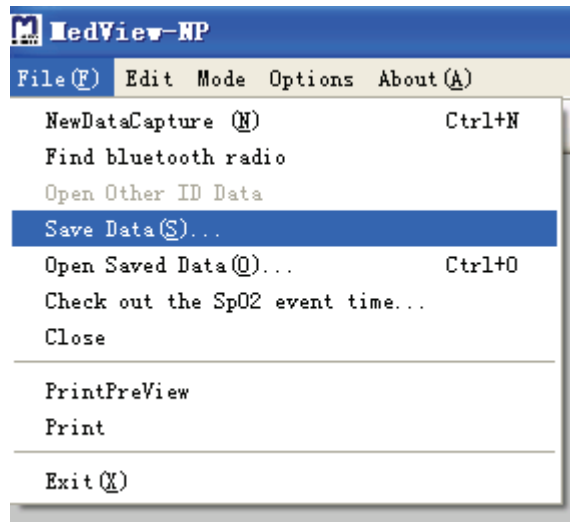 MedView-NP
File(F) Edit Mode Options About(A)
NewDataCapture (N) Ctrl+N
Find bluetooth radio
Open Other ID Data
Save Data(S)...
Open Saved Data(O)... Ctrl+O
Check out the SpO2 event time...
Close
PrintPreView
Print
Exit(X)